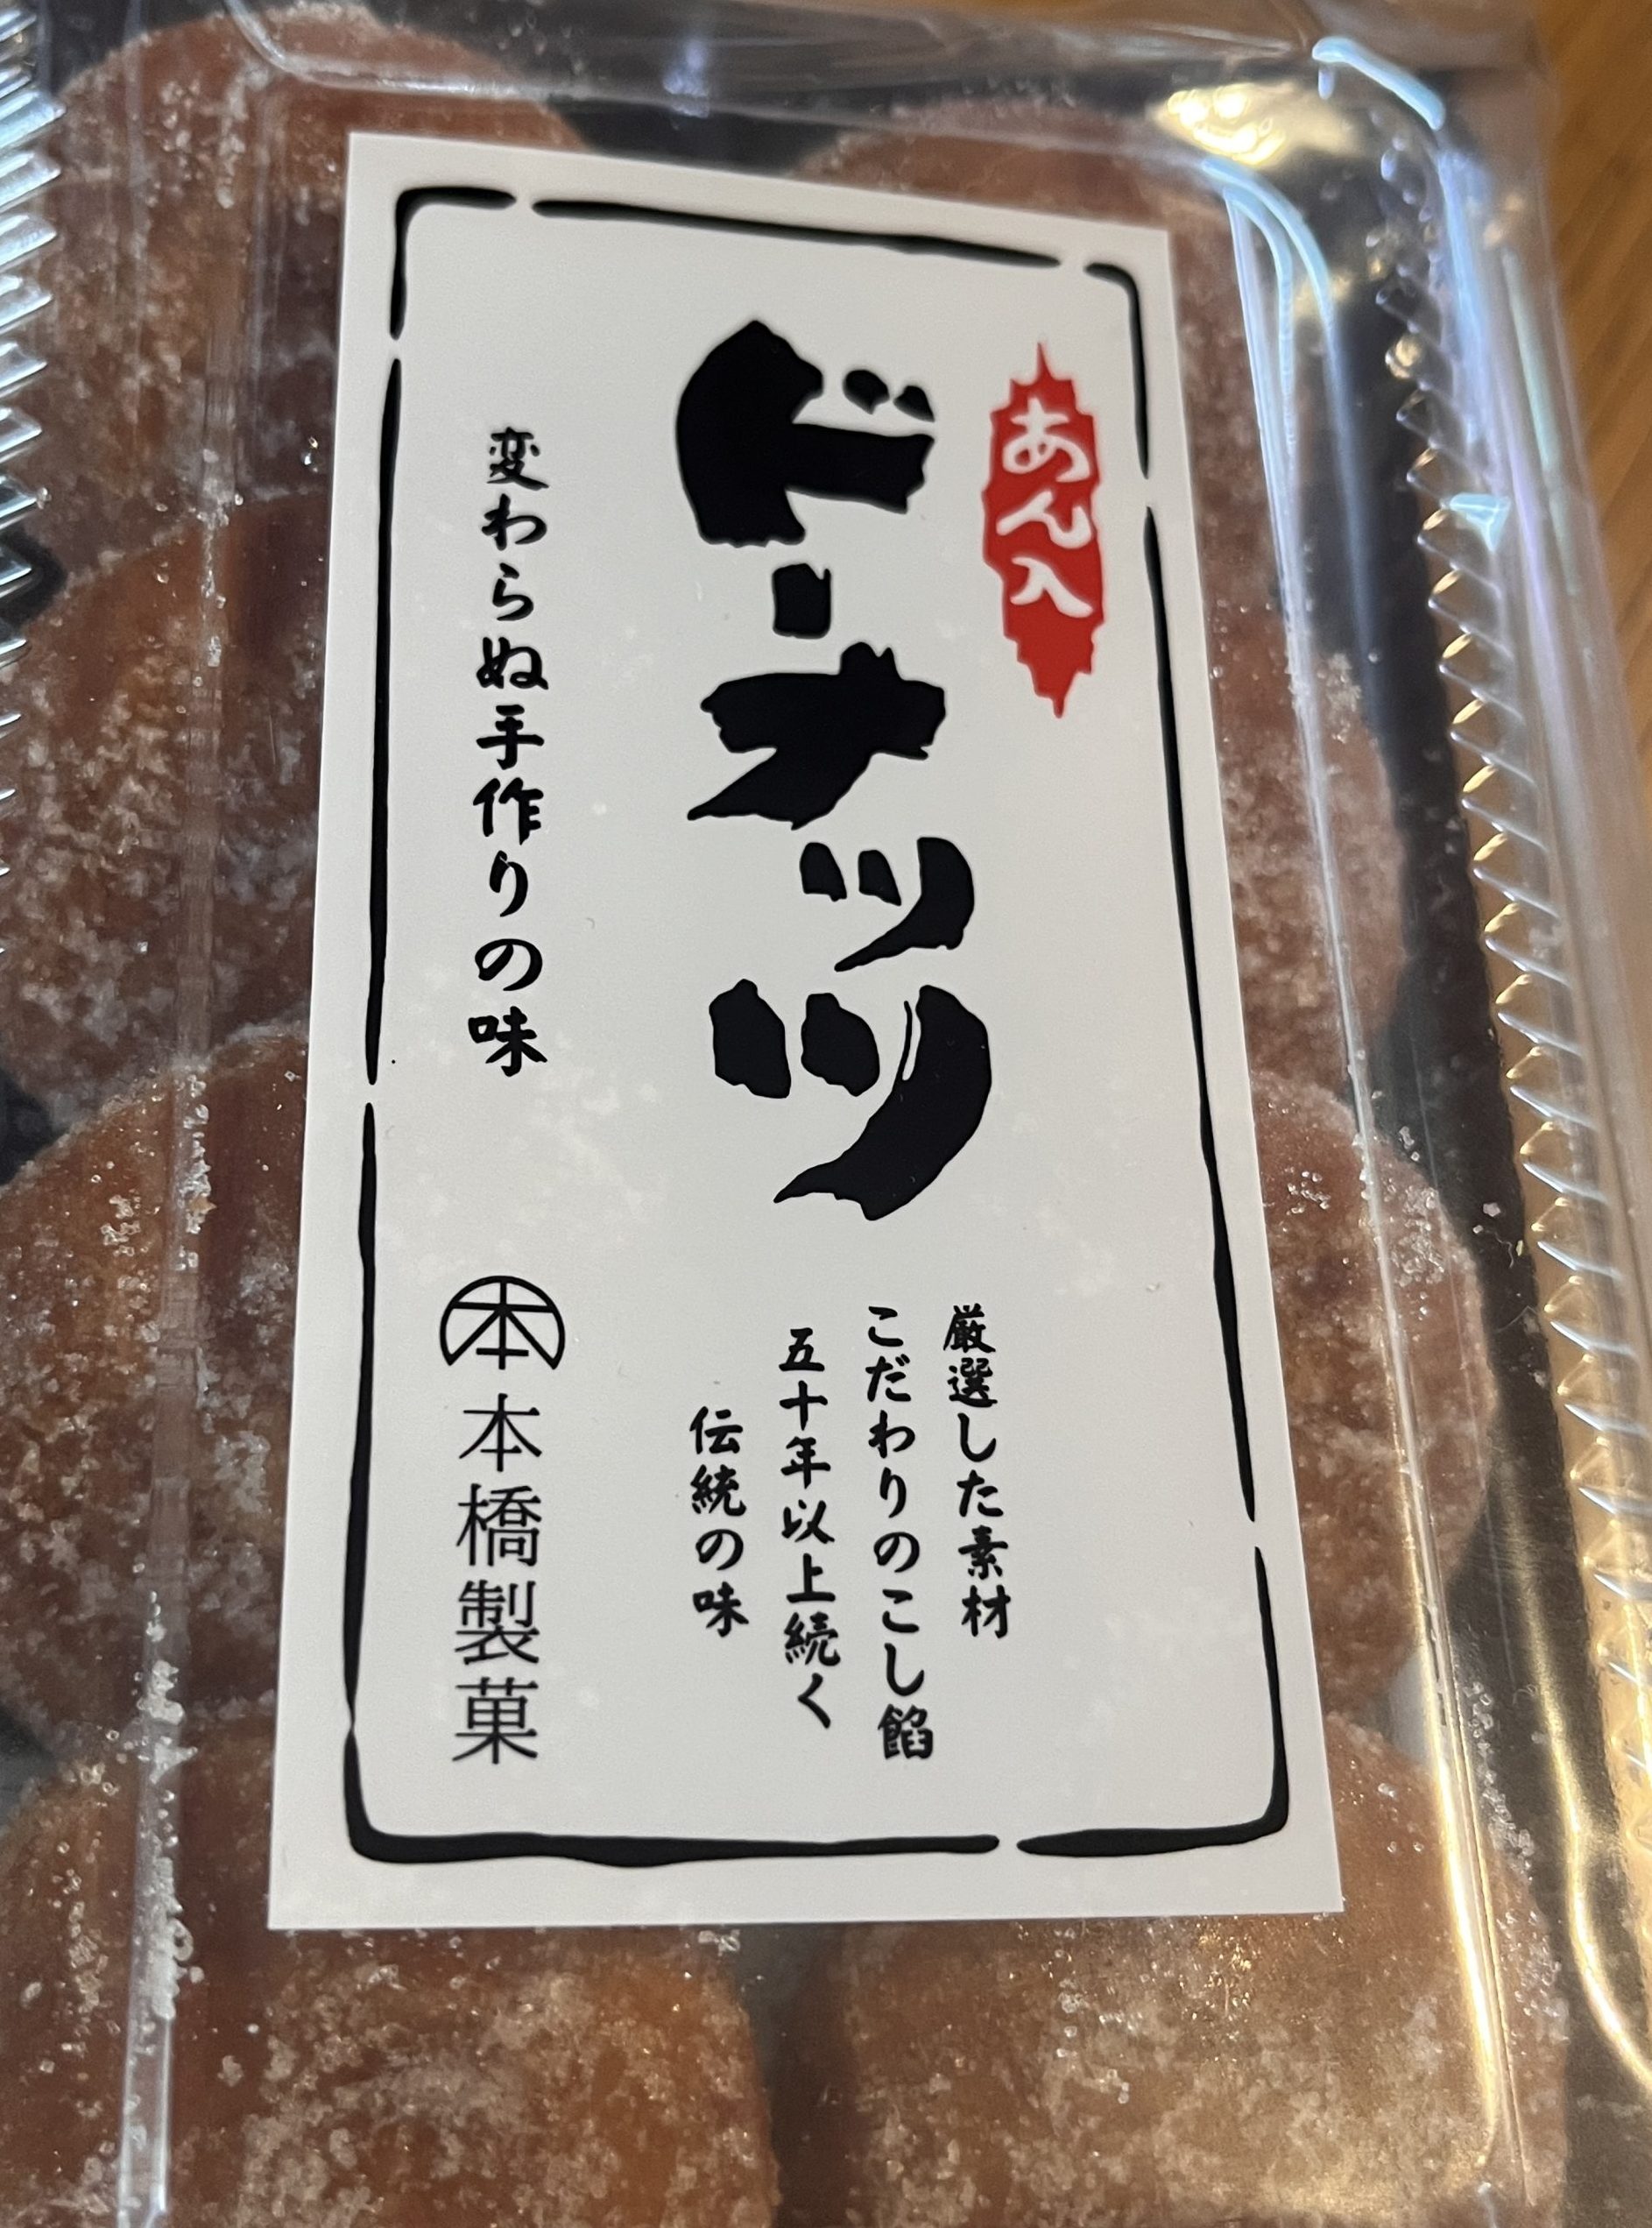 あん入
ドーナッツ
厳選した素材
こだわりのこし餡
五十年以上続く
伝統の味
変わらぬ手作りの味
本
本橋製菓